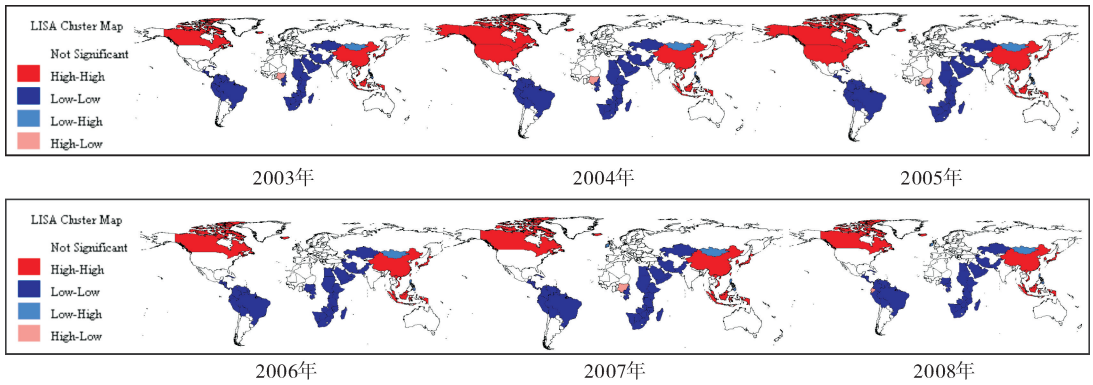 LISA Cluster Map
Not Significant
High-High
Low-Low
Low-High
High-Low
2003年
2004年
2005年
LISA Cluster Map
Not Significant
High-High
Low-Low
Low-High
High-Low
2006年
2007年
2008年